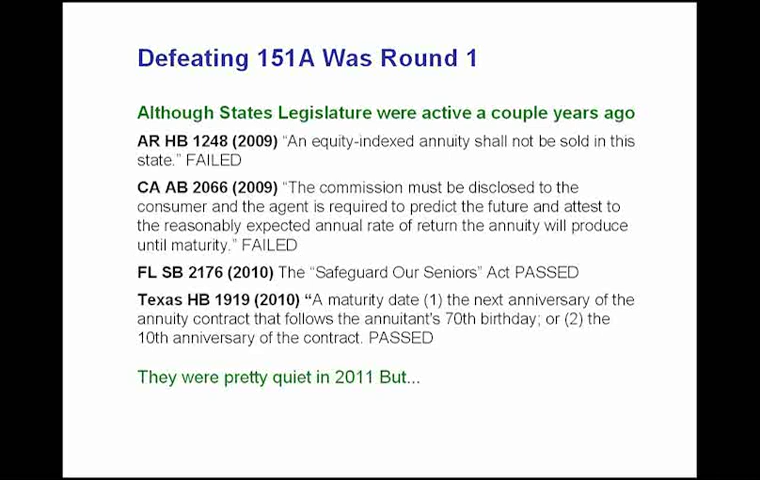 Defeating 151A Was Round 1
Although States Legislature were active a couple years ago
AR HB 1248 (2009) “An equity-indexed annuity shall not be sold in this
state.” FAILED
CA AB 2066 (2009) “The commission must be disclosed to the
consumer and the agent is required to predict the future and attest to
the reasonably expected annual rate of return the annuity will produce
until maturity.” FAILED
FL SB 2176 (2010) The “Safeguard Our Seniors” Act PASSED
Texas HB 1919 (2010) “A maturity date (1) the next anniversary of the
annuity contract that follows the annuitant's 70th birthday; or (2) the
10th anniversary of the contract. PASSED
They were pretty quiet in 2011 But...